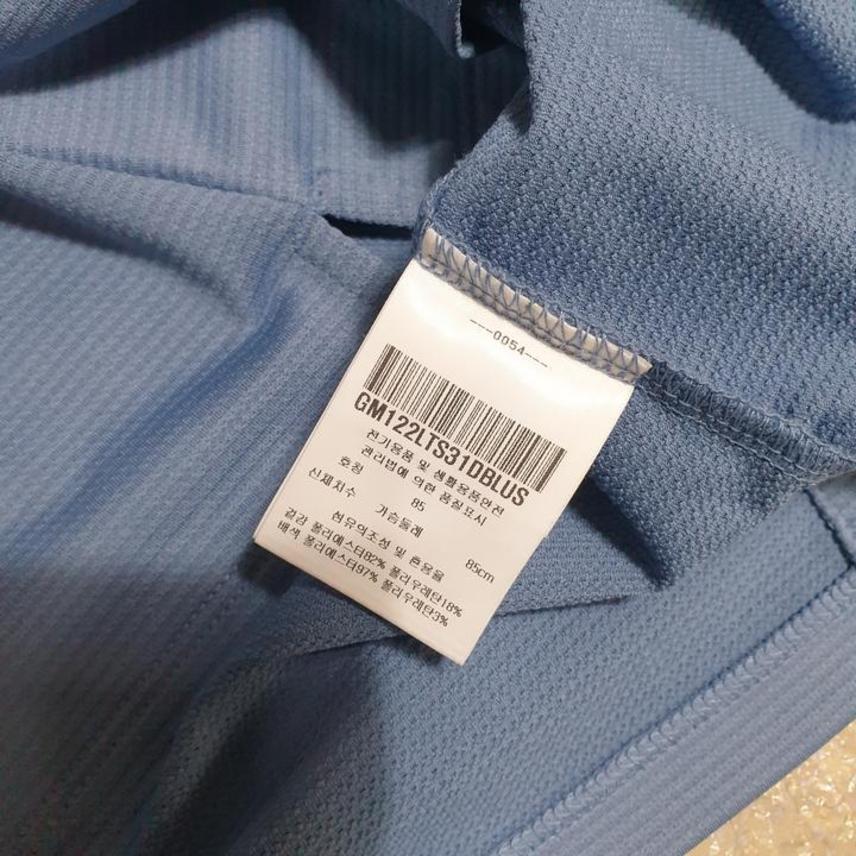 ---0054---
GM122LTS31DBLUS
전기용품 및 생활용품안전
관리법에 의한 품질표시
호칭 85
신체치수 가슴둘레 85cm
섬유의조성 및 혼용율
겉감 폴리에스터82% 폴리우레탄18%
배색 폴리에스터97% 폴리우레탄3%